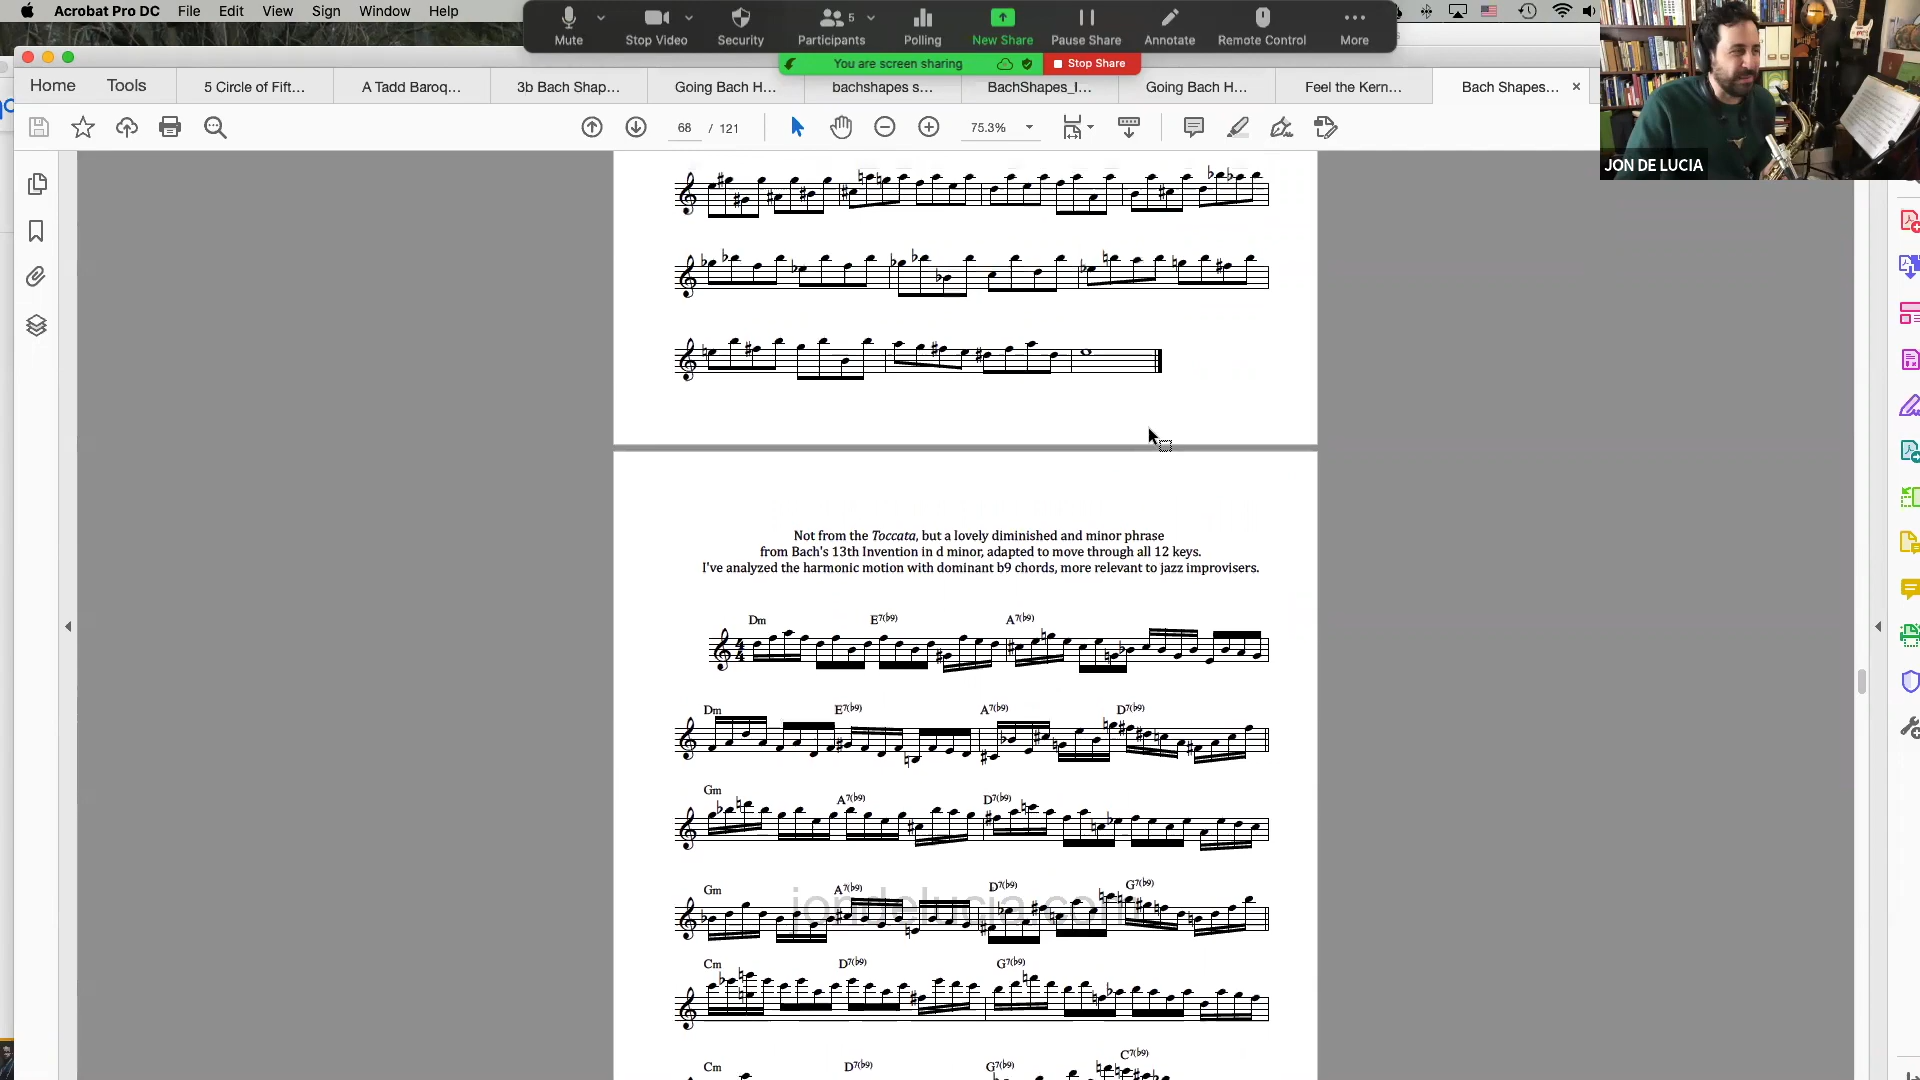 Acrobat Pro DC File Edit View Sign Window Help
Mute Stop Video Security Participants 5 Polling New Share Pause Share Annotate Remote Control More
You are screen sharing Stop Share
Home Tools 5 Circle of Fift... A Tadd Baroq... 3b Bach Shap... Going Bach H... bachshapes s... BachShapes_I... Going Bach H... Feel the Kern... Bach Shapes...
68 / 121 75.3%
JON DE LUCIA
Not from the Toccata, but a lovely diminished and minor phrase
from Bach's 13th Invention in d minor, adapted to move through all 12 keys.
I've analyzed the harmonic motion with dominant b9 chords, more relevant to jazz improvisers.
Dm E7(b9) A7(b9)
Dm E7(b9) A7(b9) D7(b9)
Gm A7(b9) D7(b9)
Gm A7(b9) D7(b9) G7(b9)
jondelucia.com
Cm D7(b9) G7(b9)
Cm D7(b9) G7(b9) C7(b9)